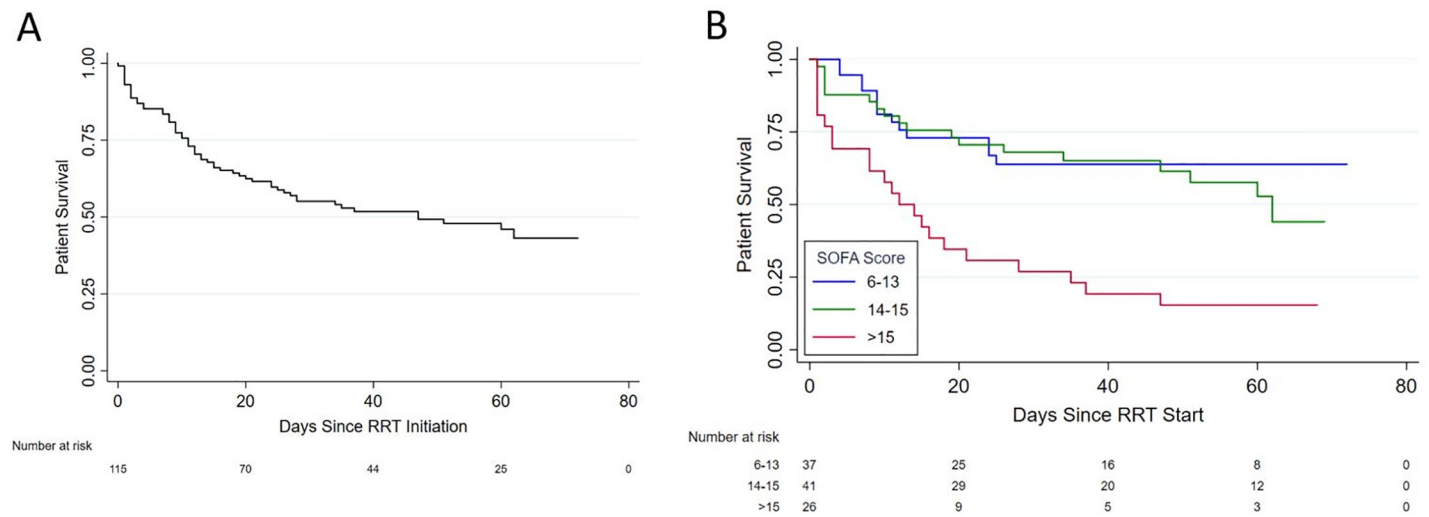 A
1.00
0.75
0.50
0.25
0.00
Patient Survival
0 20 40 60 80
Days Since RRT Initiation
Number at risk
115 70 44 25 0
B
1.00
0.75
0.50
0.25
0.00
Patient Survival
SOFA Score
6-13
14-15
>15
0 20 40 60 80
Days Since RRT Start
Number at risk
6-13 37 25 16 8 0
14-15 41 29 20 12 0
>15 26 9 5 3 0